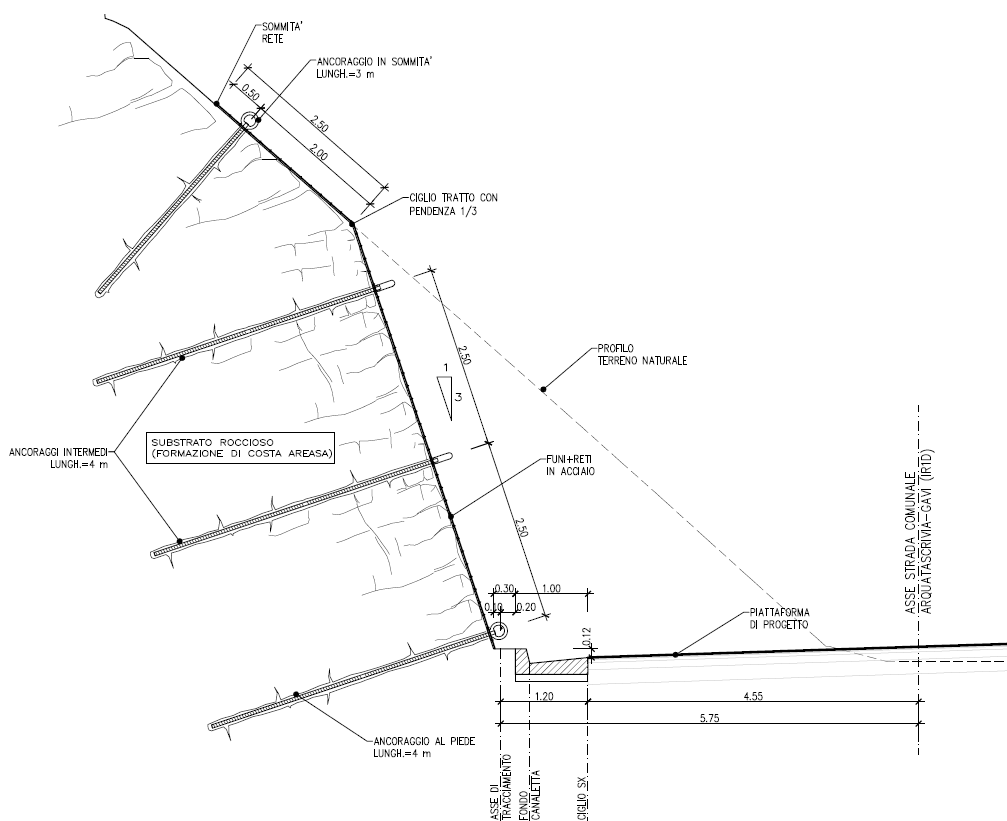 SOMMITA'
RETE
ANCORAGGIO IN SOMMITA'
LUNGH.=3 m
0.50
2.50
2.00
CIGLIO TRATTO CON
PENDENZA 1/3
2.50
1
3
PROFILO
TERRENO NATURALE
ANCORAGGI INTERMEDI
LUNGH.=4 m
SUBSTRATO ROCCIOSO
(FORMAZIONE DI COSTA AREASA)
FUNI+RETI
IN ACCIAIO
2.50
ASSE STRADA COMUNALE
ARQUATASCRIVIA-GAVI (IR1D)
0.30
1.00
0.10
0.20
0.12
PIATTAFORMA
DI PROGETTO
1.20
4.55
5.75
ANCORAGGIO AL PIEDE
LUNGH.=4 m
ASSE DI
TRACCIAMENTO
FONDO
CANALETTA
CIGLIO SX